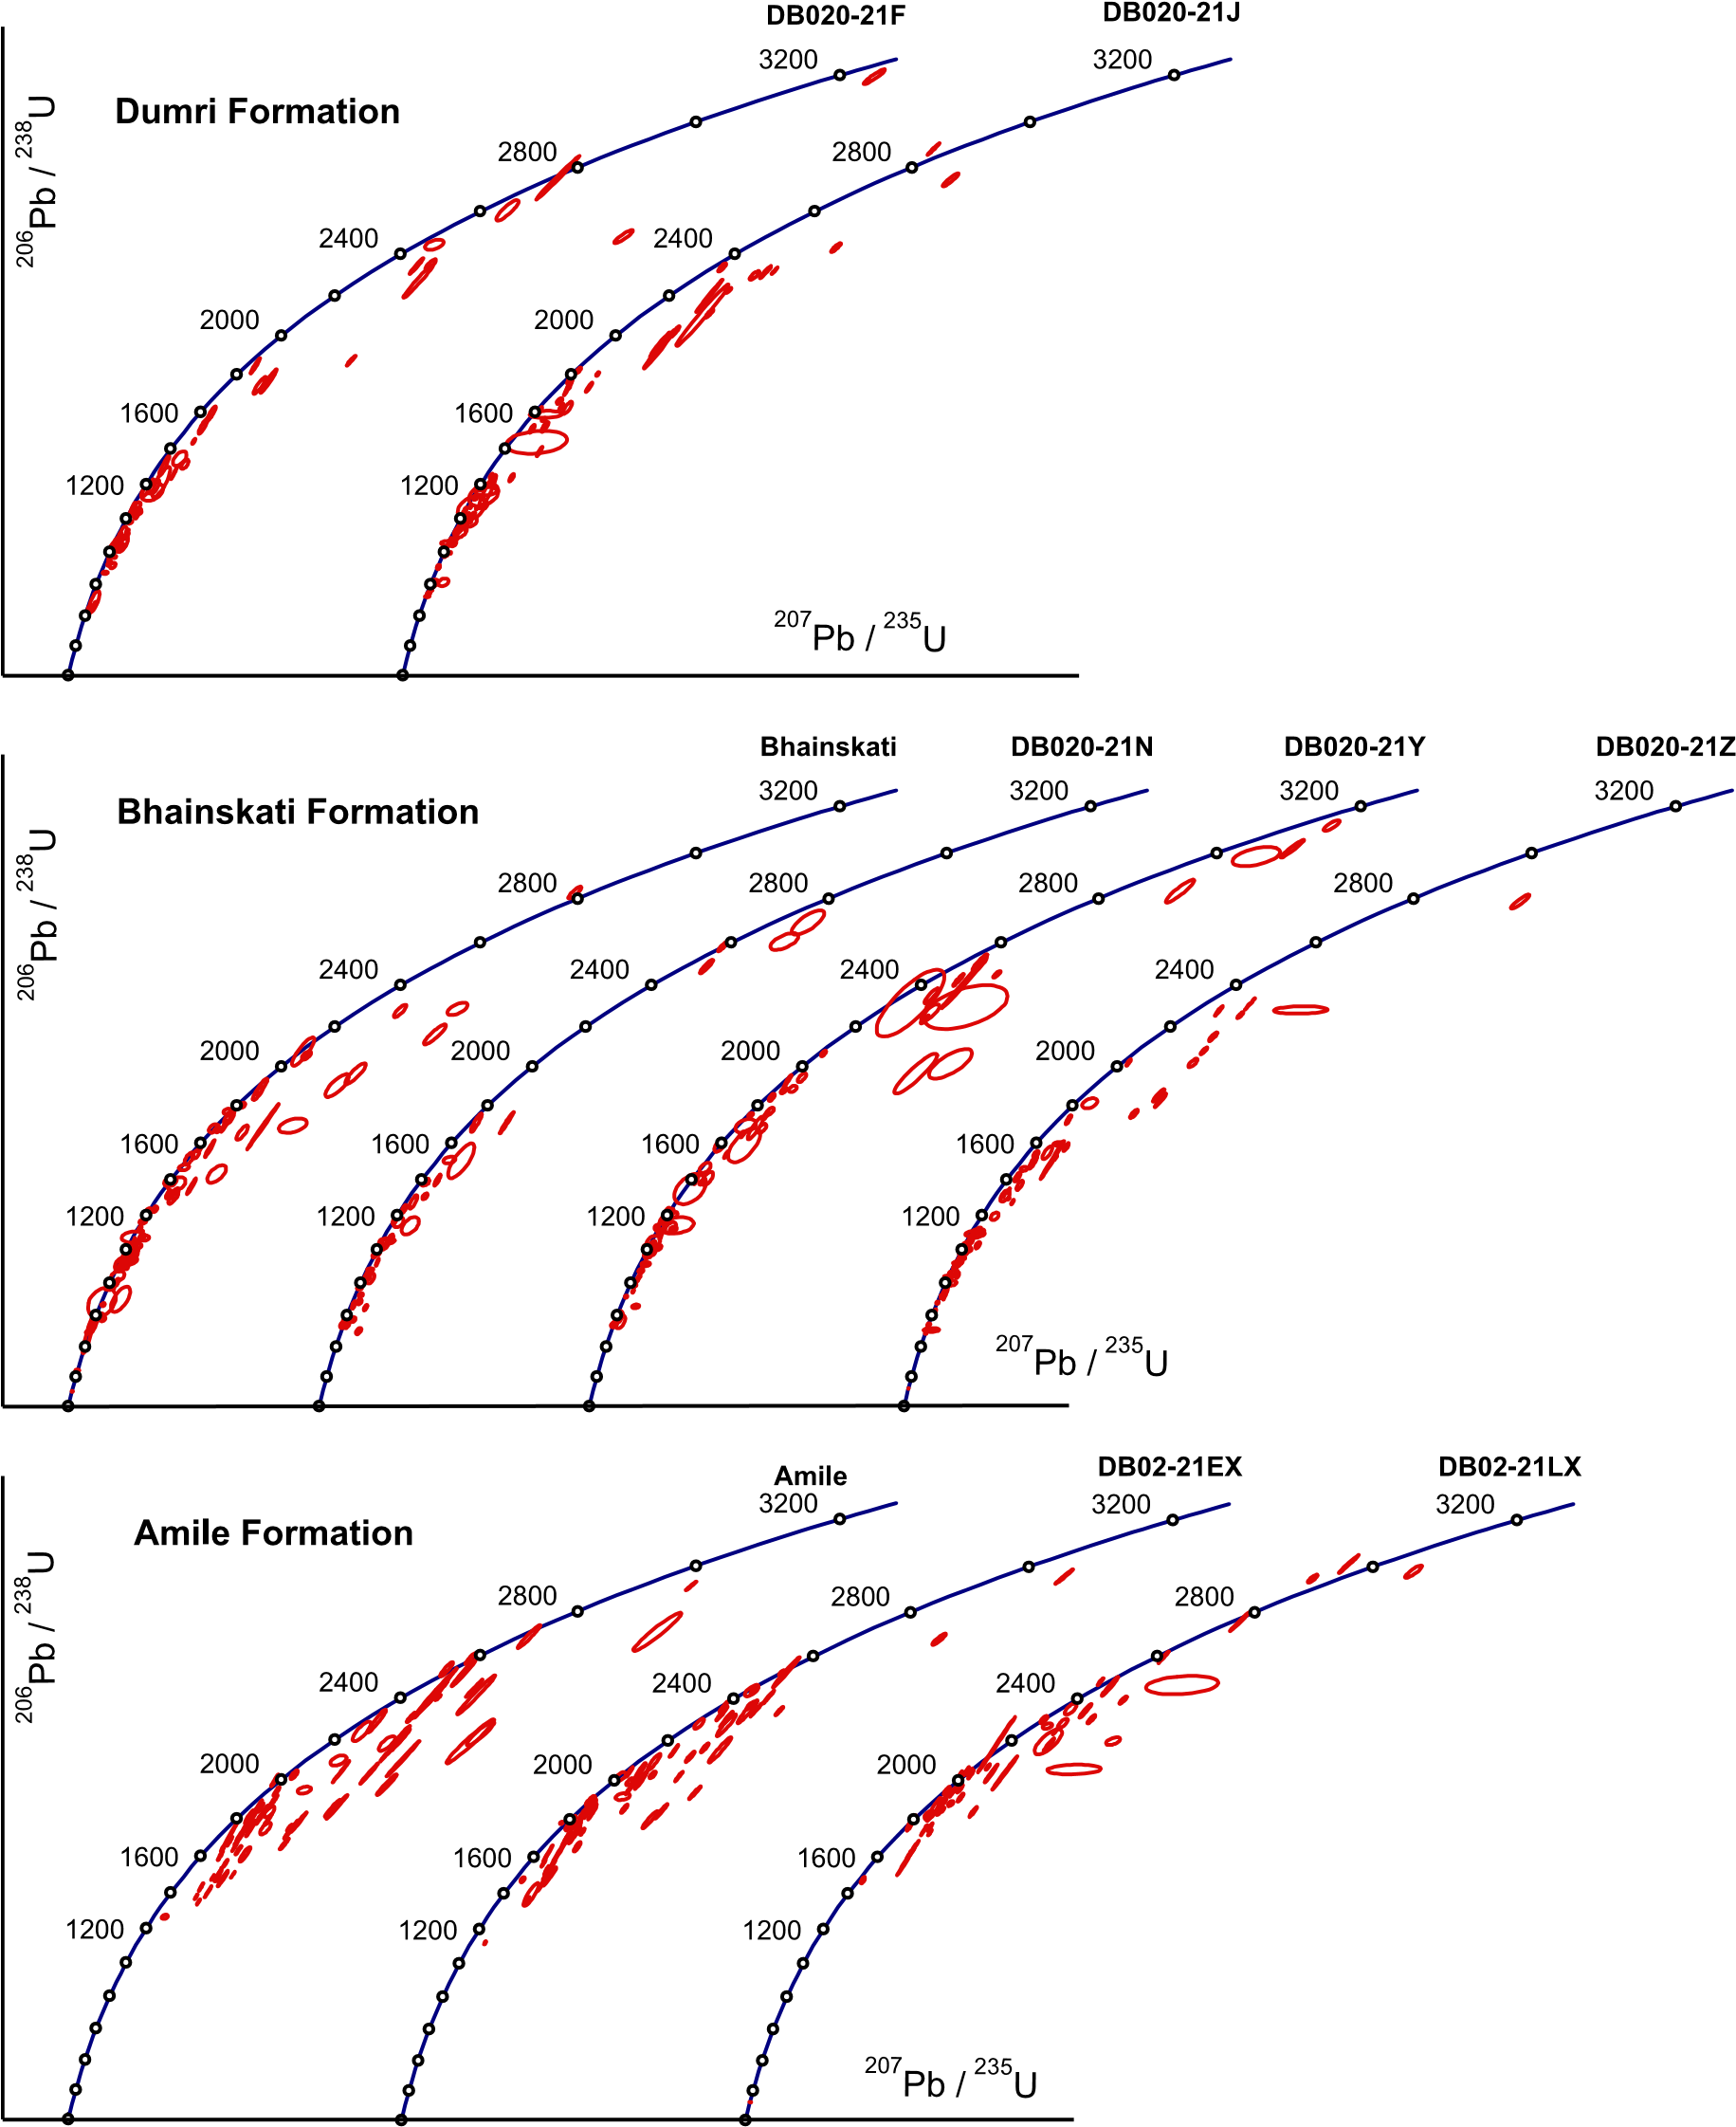 DB020-21F DB020-21J
3200 3200
Dumri Formation
206Pb / 238U
2800 2800
2400 2400
2000 2000
1600 1600
1200 1200
207Pb / 235U
Bhainskati DB020-21N DB020-21Y DB020-21Z
3200 3200 3200 3200
Bhainskati Formation
206Pb / 238U
2800 2800 2800 2800
2400 2400 2400 2400
2000 2000 2000 2000
1600 1600 1600 1600
1200 1200 1200 1200
207Pb / 235U
Amile DB02-21EX DB02-21LX
3200 3200 3200
Amile Formation
206Pb / 238U
2800 2800 2800
2400 2400 2400
2000 2000 2000
1600 1600 1600
1200 1200 1200
207Pb / 235U